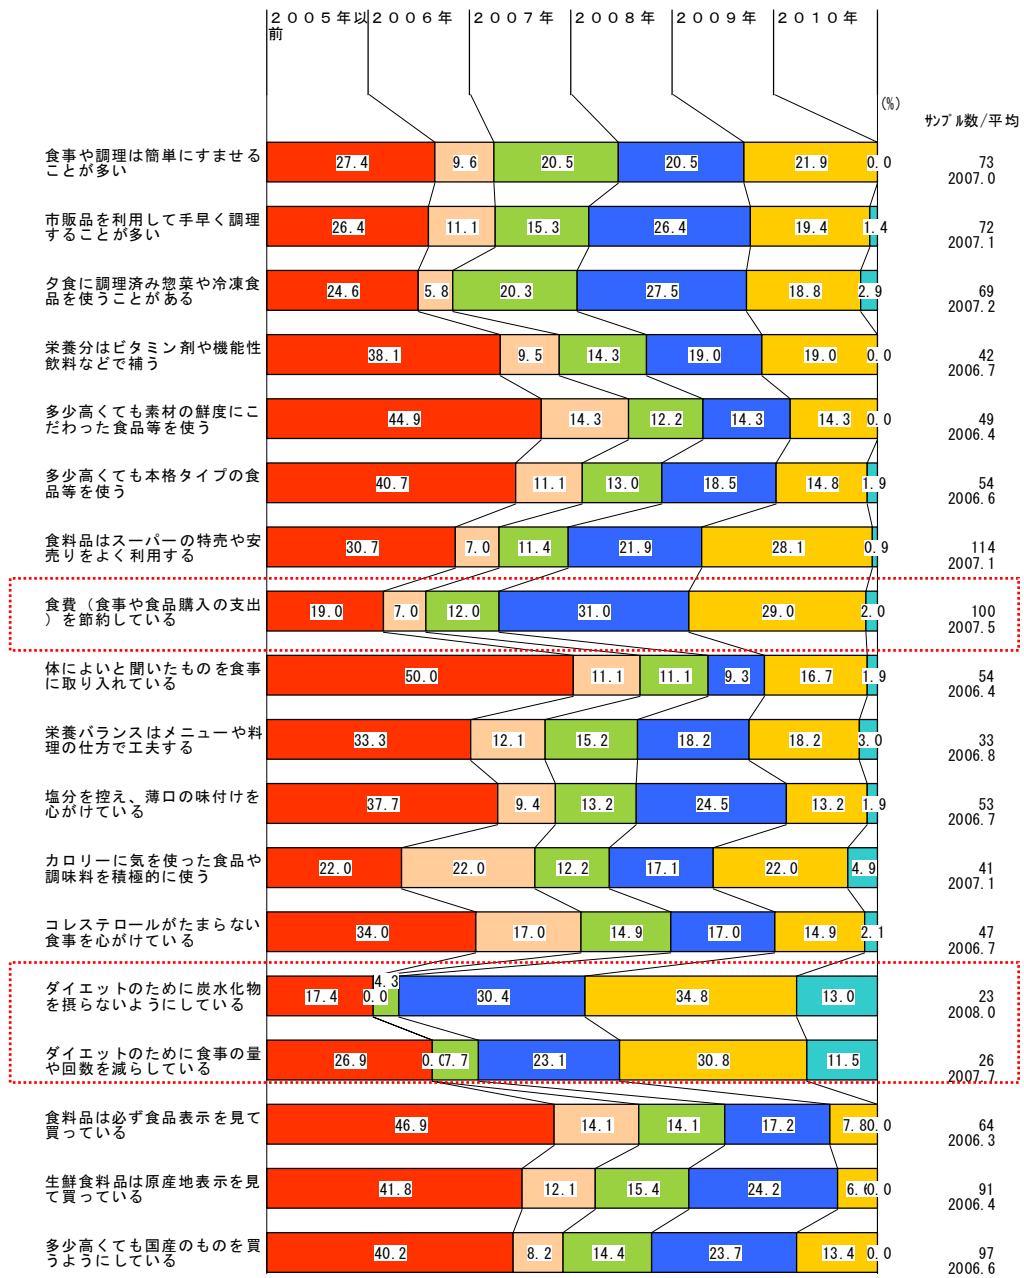 ２００５年以前 ２００６年 ２００７年 ２００８年 ２００９年 ２０１０年
(%)
ｻﾝﾌﾟﾙ数/平均
食事や調理は簡単にすませる
ことが多い
27.4 9.6 20.5 20.5 21.9 0.0 73
2007.0
市販品を利用して手早く調理
することが多い
26.4 11.1 15.3 26.4 19.4 1.4 72
2007.1
夕食に調理済み惣菜や冷凍食
品を使うことがある
24.6 5.8 20.3 27.5 18.8 2.9 69
2007.2
栄養分はビタミン剤や機能性
飲料などで補う
38.1 9.5 14.3 19.0 19.0 0.0 42
2006.7
多少高くても素材の鮮度にこ
だわった食品等を使う
44.9 14.3 12.2 14.3 14.3 0.0 49
2006.4
多少高くても本格タイプの食
品等を使う
40.7 11.1 13.0 18.5 14.8 1.9 54
2006.6
食料品はスーパーの特売や安
売りをよく利用する
30.7 7.0 11.4 21.9 28.1 0.9 114
2007.1
食費（食事や食品購入の支出
）を節約している
19.0 7.0 12.0 31.0 29.0 2.0 100
2007.5
体によいと聞いたものを食事
に取り入れている
50.0 11.1 11.1 9.3 16.7 1.9 54
2006.4
栄養バランスはメニューや料
理の仕方で工夫する
33.3 12.1 15.2 18.2 18.2 3.0 33
2006.8
塩分を控え、薄口の味付けを
心がけている
37.7 9.4 13.2 24.5 13.2 1.9 53
2006.7
カロリーに気を使った食品や
調味料を積極的に使う
22.0 22.0 12.2 17.1 22.0 4.9 41
2007.1
コレステロールがたまらない
食事を心がけている
34.0 17.0 14.9 17.0 14.9 2.1 47
2006.7
ダイエットのために炭水化物
を摂らないようにしている
17.4 0.0 4.3 30.4 34.8 13.0 23
2008.0
ダイエットのために食事の量
や回数を減らしている
26.9 0.0 7.7 23.1 30.8 11.5 26
2007.7
食料品は必ず食品表示を見て
買っている
46.9 14.1 14.1 17.2 7.8 0.0 64
2006.3
生鮮食料品は原産地表示を見
て買っている
41.8 12.1 15.4 24.2 6.6 0.0 91
2006.4
多少高くても国産のものを買
うようにしている
40.2 8.2 14.4 23.7 13.4 0.0 97
2006.6